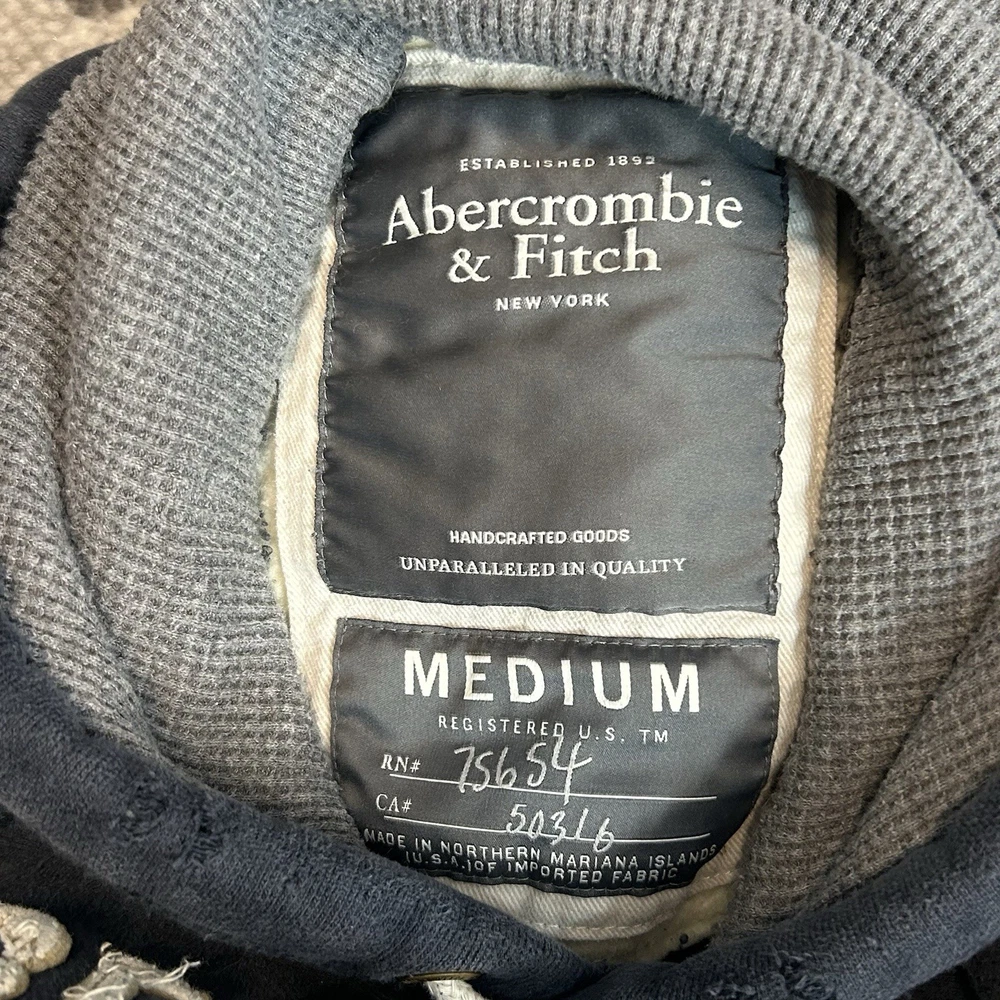 ESTABLISHED 1892
Abercrombie
& Fitch
NEW YORK
HANDCRAFTED GOODS
UNPARALLELED IN QUALITY
MEDIUM
REGISTERED U.S. TM
RN# 75654
CA# 50316
MADE IN NORTHERN MARIANA ISLANDS
(U.S.A.) OF IMPORTED FABRIC